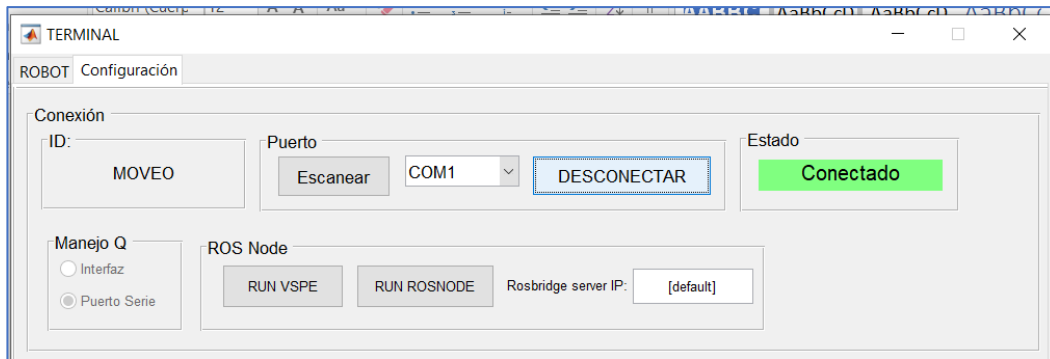 TERMINAL
ROBOT Configuración
Conexión
ID:
MOVEO
Puerto
Escanear COM1 DESCONECTAR
Estado
Conectado
Manejo Q
Interfaz
Puerto Serie
ROS Node
RUN VSPE RUN ROSNODE Rosbridge server IP: [default]